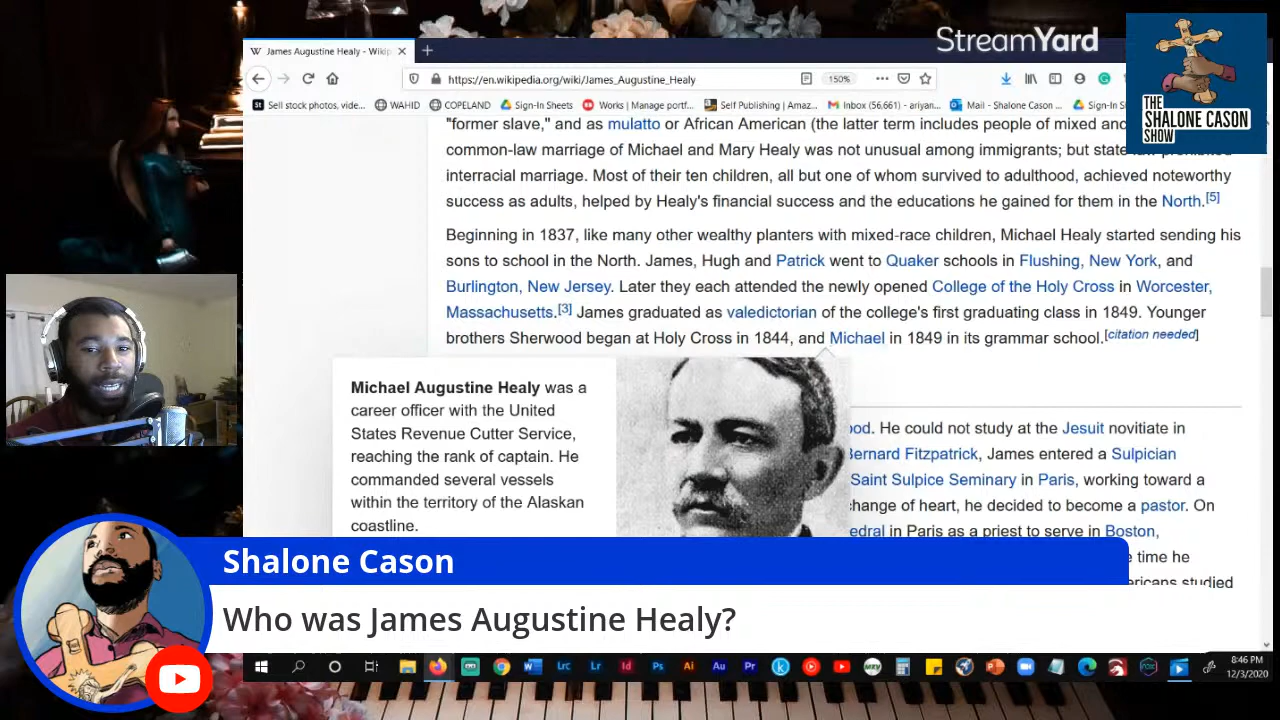 StreamYard
THE
SHALONE CASON
SHOW
W James Augustine Healy - Wikip
https://en.wikipedia.org/wiki/James_Augustine_Healy
150%
St Sell stock photos, vide... WAHID COPELAND Sign-In Sheets Works | Manage portf... Self Publishing | Amaz... Inbox (56,661) - ariyan... Mail - Shalone Cason ... Sign-In S
"former slave," and as mulatto or African American (the latter term includes people of mixed and
common-law marriage of Michael and Mary Healy was not unusual among immigrants; but state law prohibited
interracial marriage. Most of their ten children, all but one of whom survived to adulthood, achieved noteworthy
success as adults, helped by Healy's financial success and the educations he gained for them in the North.[5]
Beginning in 1837, like many other wealthy planters with mixed-race children, Michael Healy started sending his
sons to school in the North. James, Hugh and Patrick went to Quaker schools in Flushing, New York, and
Burlington, New Jersey. Later they each attended the newly opened College of the Holy Cross in Worcester,
Massachusetts.[3] James graduated as valedictorian of the college's first graduating class in 1849. Younger
brothers Sherwood began at Holy Cross in 1844, and Michael in 1849 in its grammar school.[citation needed]
Michael Augustine Healy was a
career officer with the United
States Revenue Cutter Service,
reaching the rank of captain. He
commanded several vessels
within the territory of the Alaskan
coastline.
ood. He could not study at the Jesuit novitiate in
Bernard Fitzpatrick, James entered a Sulpician
Saint Sulpice Seminary in Paris, working toward a
change of heart, he decided to become a pastor. On
edral in Paris as a priest to serve in Boston,
e time he
ericans studied
Shalone Cason
Who was James Augustine Healy?
W Lrc Lr Id Ps Ai Au Pr MXV
8:46 PM
12/3/2020